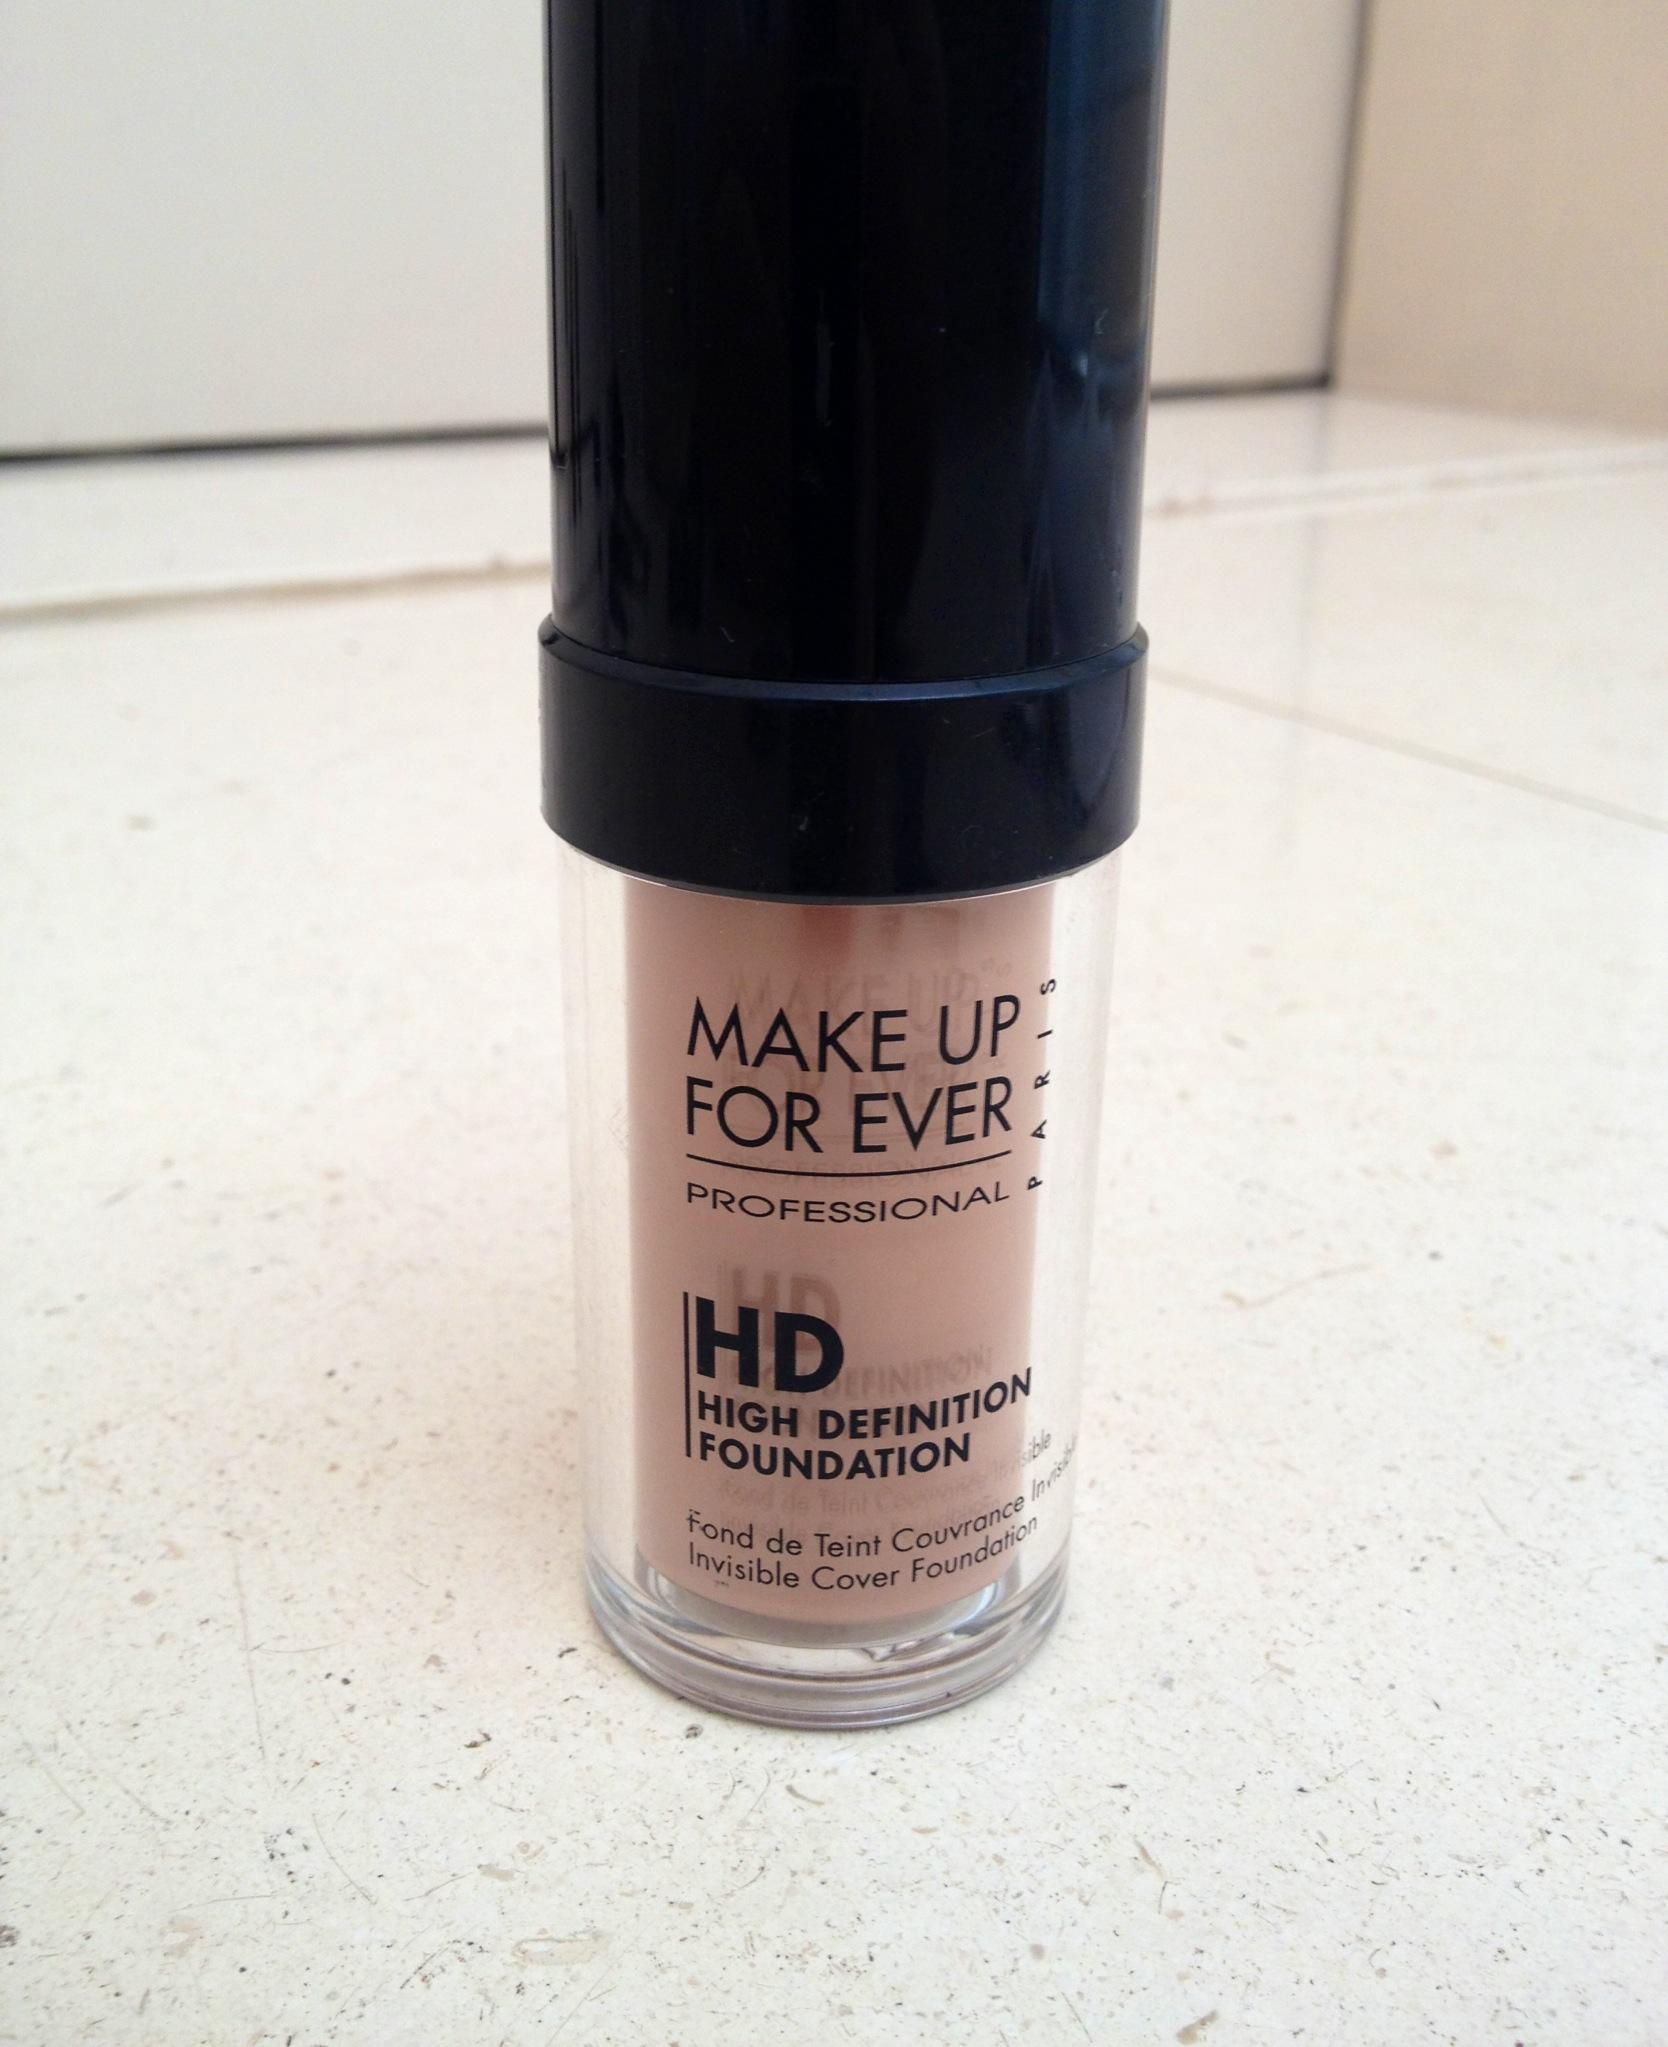 MAKE UP
FOR EVER
PROFESSIONAL
PARIS
HD
HIGH DEFINITION
FOUNDATION
Fond de Teint Couvrance Invisible
Invisible Cover Foundation